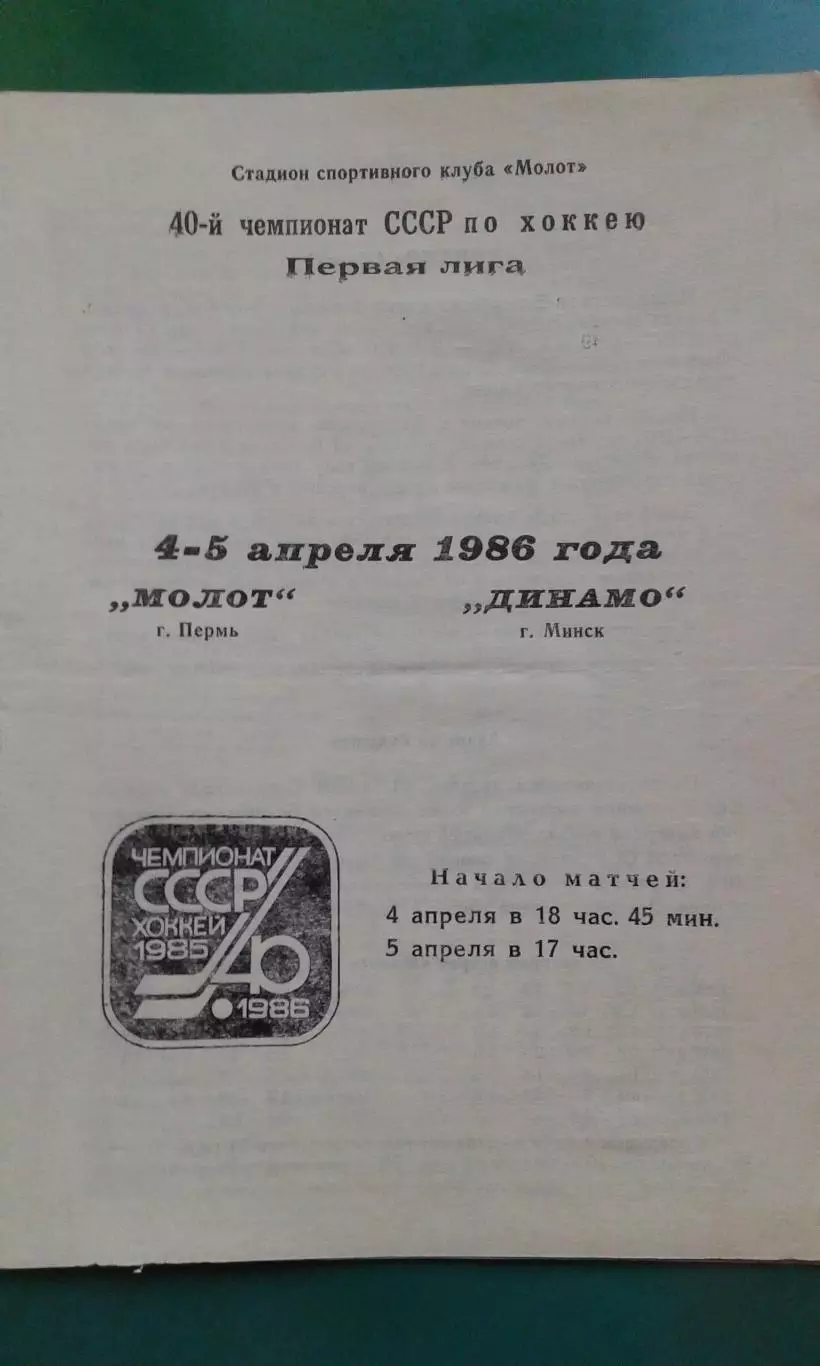 Стадион спортивного клуба «Молот»
40-й чемпионат СССР по хоккею
Первая лига
4-5 апреля 1986 года
„МОЛОТ“ „ДИНАМО“
г. Пермь г. Минск
ЧЕМПИОНАТ
СССР
ХОККЕЙ
1985
40
1986
Начало матчей:
4 апреля в 18 час. 45 мин.
5 апреля в 17 час.